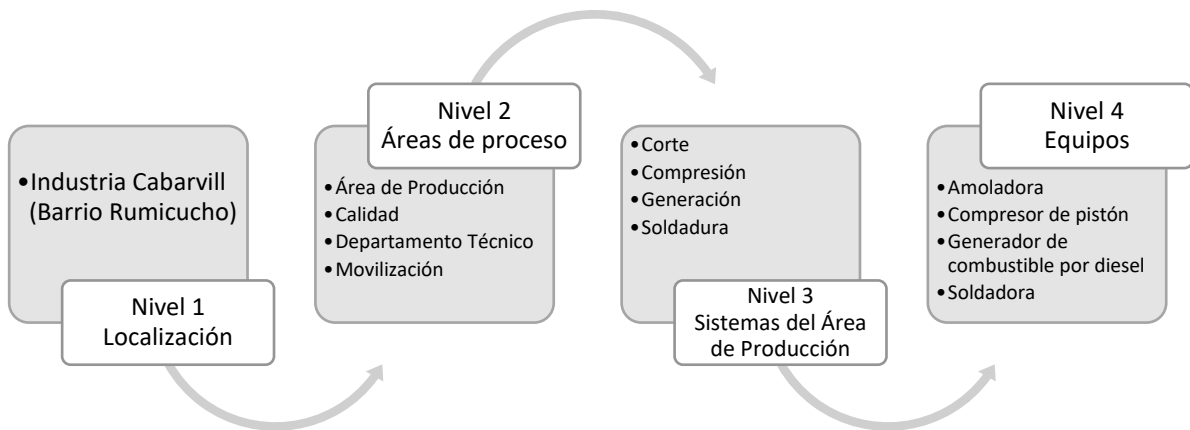 •Industria Cabarvill
(Barrio Rumicucho)
Nivel 1
Localización
Nivel 2
Áreas de proceso
•Área de Producción
•Calidad
•Departamento Técnico
•Movilización
•Corte
•Compresión
•Generación
•Soldadura
Nivel 3
Sistemas del Área
de Producción
Nivel 4
Equipos
•Amoladora
•Compresor de pistón
•Generador de
combustible por diesel
•Soldadora